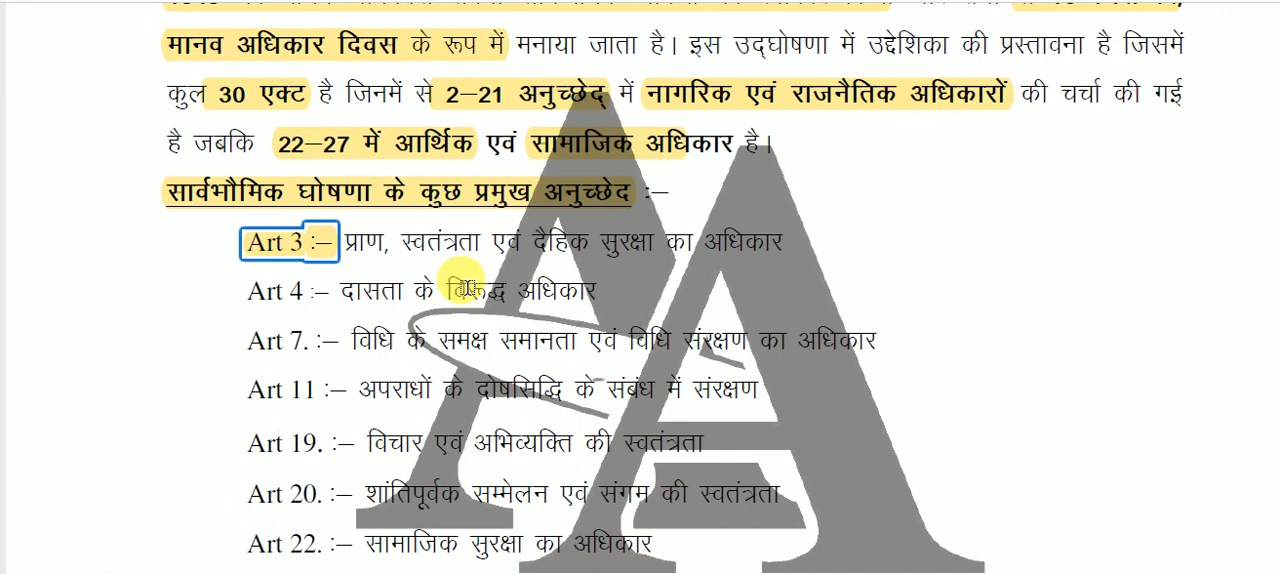 मानव अधिकार दिवस के रूप में मनाया जाता है। इस उद्घोषणा में उद्देशिका की प्रस्तावना है जिसमें
कुल 30 एक्ट है जिनमें से 2–21 अनुच्छेद् में नागरिक एवं राजनैतिक अधिकारों की चर्चा की गई
है जबकि 22–27 में आर्थिक एवं सामाजिक अधिकार है।
सार्वभौमिक घोषणा के कुछ प्रमुख अनुच्छेद :–
Art 3 :– प्राण, स्वतंत्रता एवं दैहिक सुरक्षा का अधिकार
Art 4 :– दासता के विरूद्ध अधिकार
Art 7. :– विधि के समक्ष समानता एवं विधि संरक्षण का अधिकार
Art 11 :– अपराधों के दोषसिद्धि के संबंध में संरक्षण
Art 19. :– विचार एवं अभिव्यक्ति की स्वतंत्रता
Art 20. :– शांतिपूर्वक सम्मेलन एवं संगम की स्वतंत्रता
Art 22. :– सामाजिक सुरक्षा का अधिकार